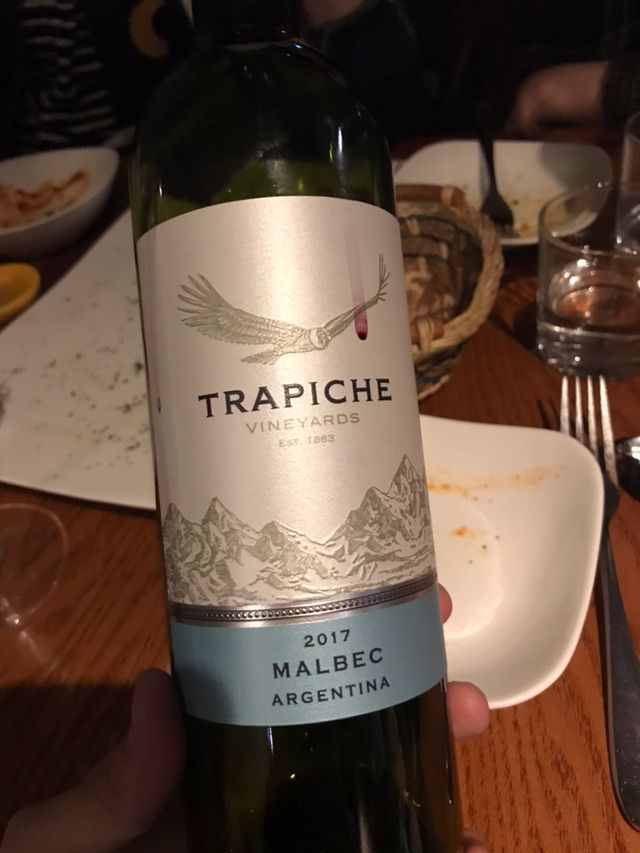 TRAPICHE
VINEYARDS
EST. 1883
2017
MALBEC
ARGENTINA